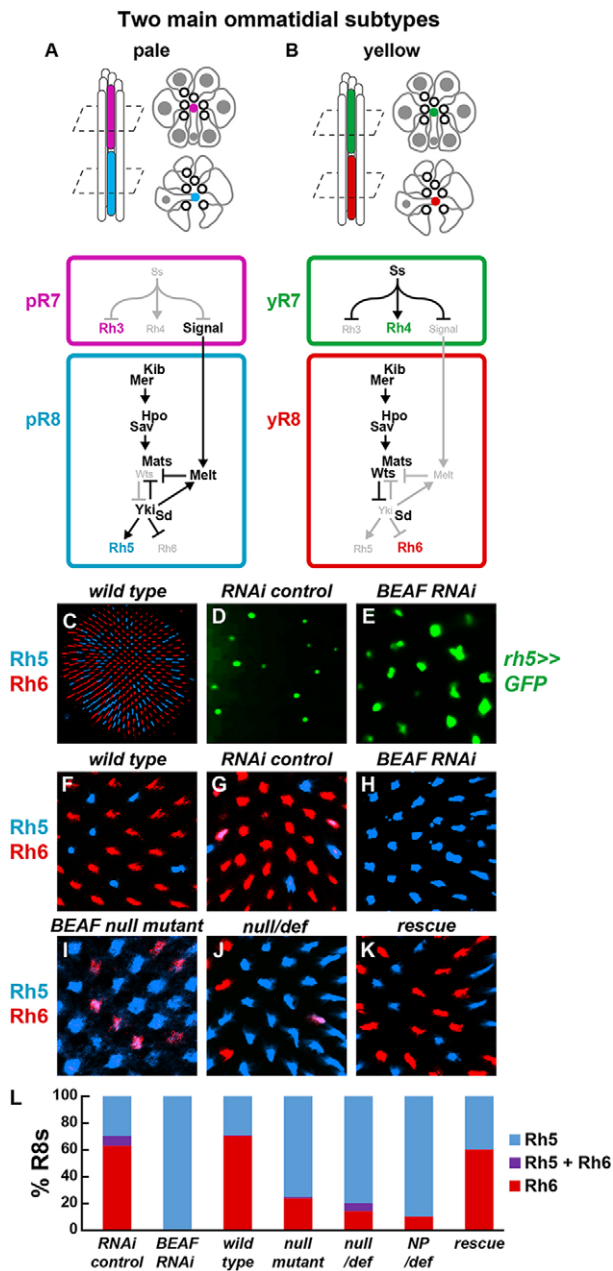 Two main ommatidial subtypes
A pale B yellow
pR7 yR7
Ss Ss
Rh3 Rh4 Signal Rh3 Rh4 Signal
pR8 yR8
Kib Kib
Mer Mer
Hpo Hpo
Sav Sav
Mats Mats
Wts Melt Wts Melt
Yki Sd Yki Sd
Rh5 Rh6 Rh5 Rh6
wild type RNAi control BEAF RNAi
C D E
Rh5 rh5>>
Rh6 GFP
wild type RNAi control BEAF RNAi
F G H
Rh5
Rh6
BEAF null mutant null/def rescue
I J K
Rh5
Rh6
L
% R8s
100
80
60
40
20
0
Rh5
Rh5 + Rh6
Rh6
RNAi BEAF wild null null NP rescue
control RNAi type mutant /def /def